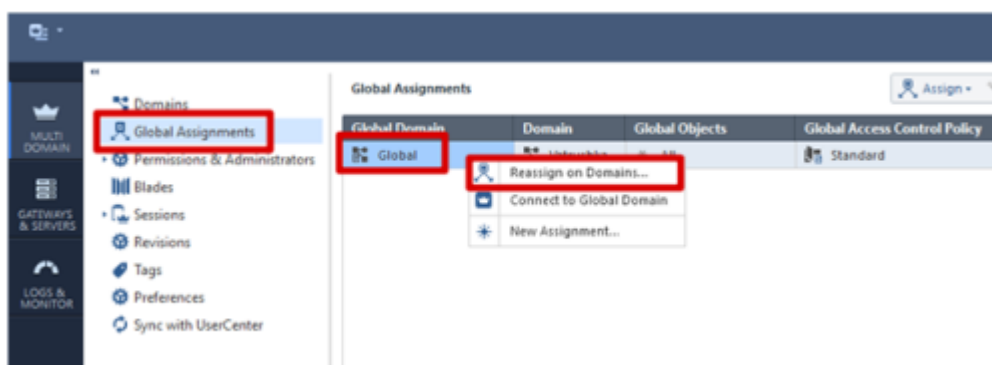 Global Assignments
Assign
Domains
Global Assignments
Permissions & Administrators
Blades
Sessions
Revisions
Tags
Preferences
Sync with UserCenter
MULTI
DOMAIN
GATEWAYS
& SERVERS
LOGS &
MONITOR
Global Domain Domain Global Objects Global Access Control Policy
Global Standard
Reassign on Domains...
Connect to Global Domain
New Assignment...